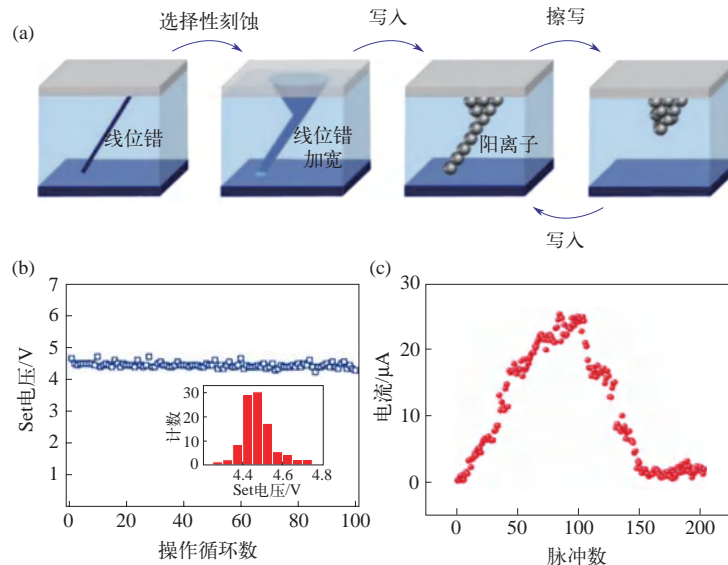 (a)
选择性刻蚀
写入
擦写
线位错
线位错
加宽
阳离子
写入
(b)
7
6
5
4
3
2
1
Set电压/V
0
20
40
60
80
100
操作循环数
30
20
10
0
计数
4.4
4.6
4.8
Set电压/V
(c)
30
20
10
0
电流/μA
0
50
100
150
200
脉冲数